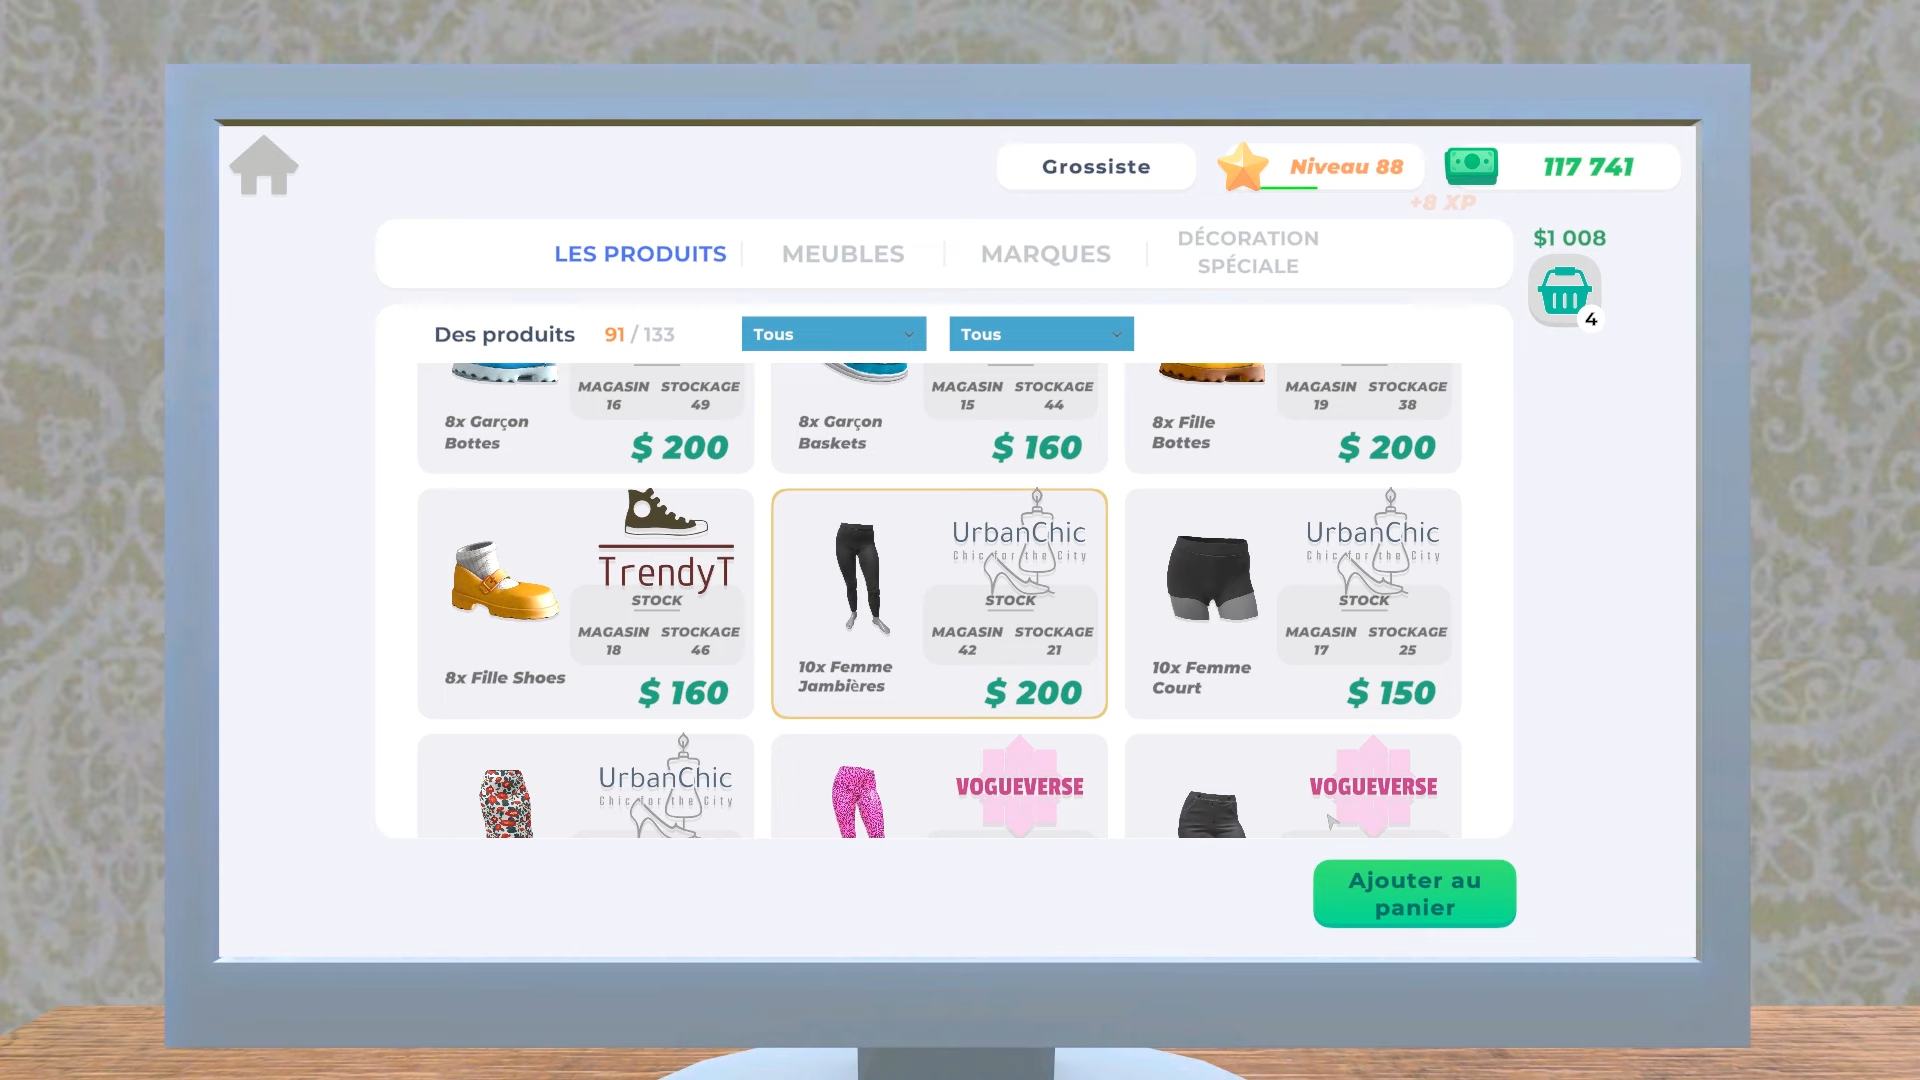 Grossiste
Niveau 88
117 741
+8 XP
LES PRODUITS
MEUBLES
MARQUES
DÉCORATION
SPÉCIALE
$1 008
4
Des produits 91 / 133
Tous
Tous
MAGASIN STOCKAGE
16 49
8x Garçon
Bottes
$ 200
MAGASIN STOCKAGE
15 44
8x Garçon
Baskets
$ 160
MAGASIN STOCKAGE
19 38
8x Fille
Bottes
$ 200
TrendyT
STOCK
MAGASIN STOCKAGE
18 46
8x Fille Shoes
$ 160
UrbanChic
Chic for the City
STOCK
MAGASIN STOCKAGE
42 21
10x Femme
Jambières
$ 200
UrbanChic
Chic for the City
STOCK
MAGASIN STOCKAGE
17 25
10x Femme
Court
$ 150
UrbanChic
Chic for the City
VOGUEVERSE
VOGUEVERSE
Ajouter au
panier